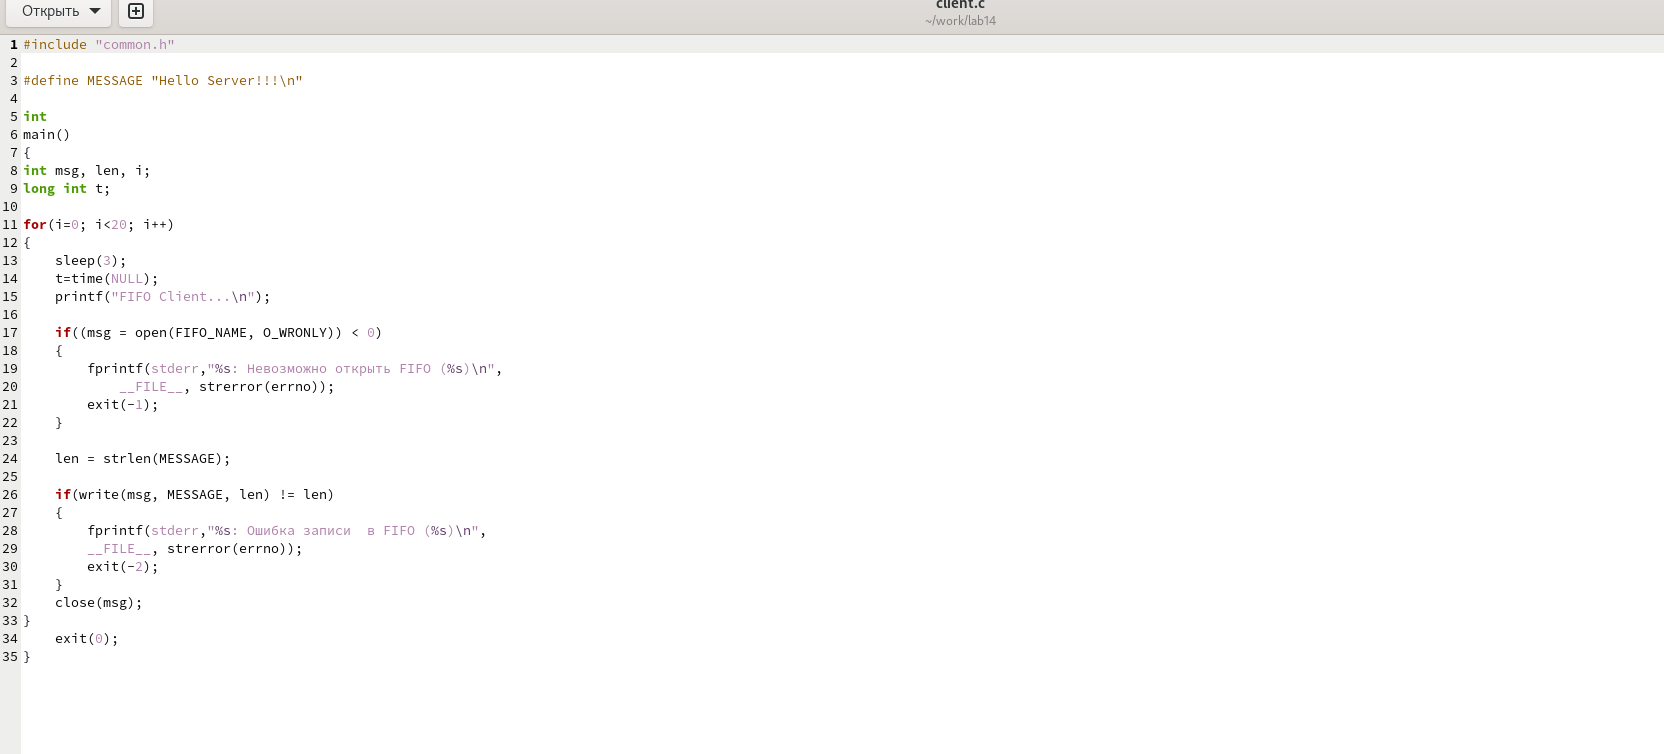 Открыть
client.c
~/work/lab14
1 #include "common.h"
2
3 #define MESSAGE "Hello Server!!!\n"
4
5 int
6 main()
7 {
8 int msg, len, i;
9 long int t;
10
11 for(i=0; i<20; i++)
12 {
13     sleep(3);
14     t=time(NULL);
15     printf("FIFO Client...\n");
16
17     if((msg = open(FIFO_NAME, O_WRONLY)) < 0)
18     {
19         fprintf(stderr,"%s: Невозможно открыть FIFO (%s)\n",
20             __FILE__, strerror(errno));
21         exit(-1);
22     }
23
24     len = strlen(MESSAGE);
25
26     if(write(msg, MESSAGE, len) != len)
27     {
28         fprintf(stderr,"%s: Ошибка записи  в FIFO (%s)\n",
29         __FILE__, strerror(errno));
30         exit(-2);
31     }
32     close(msg);
33 }
34     exit(0);
35 }